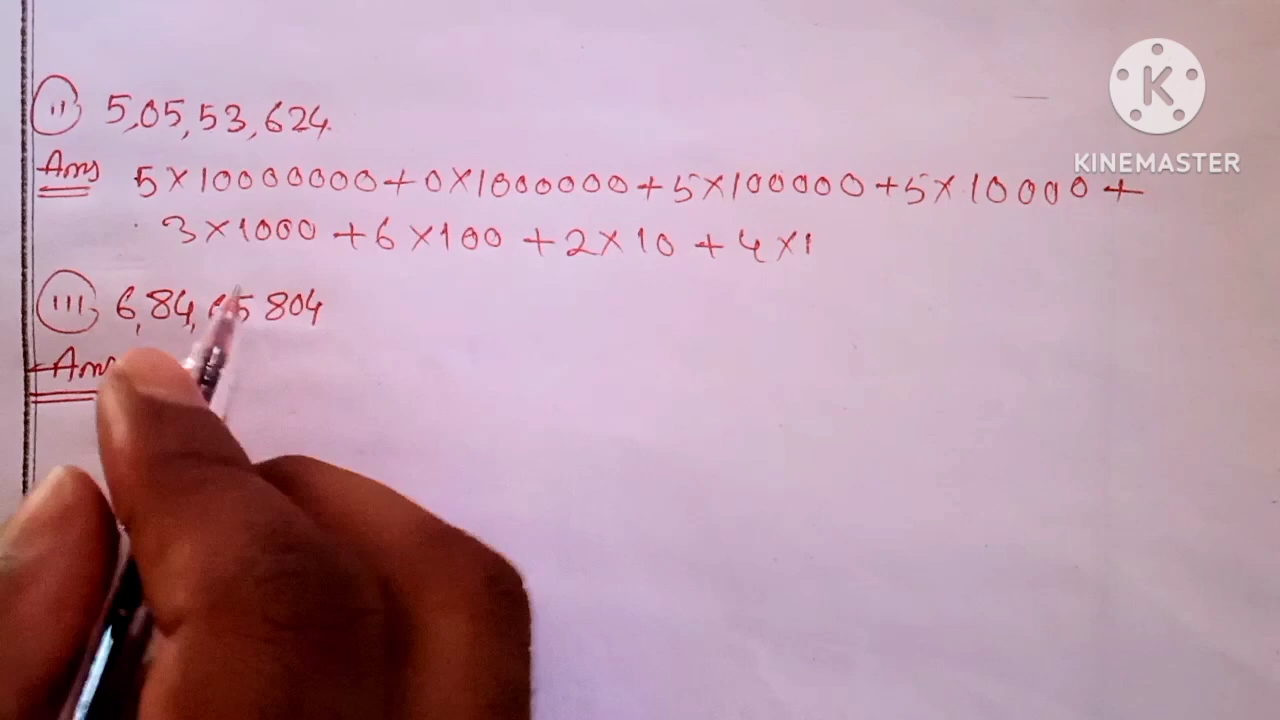 ii) 5,05,53,624.
Ans 5×10000000+0×1000000+5×100000+5×10000+
3×1000+6×100+2×10+4×1
iii) 6,84, 5 804
Ans
K
KINEMASTER